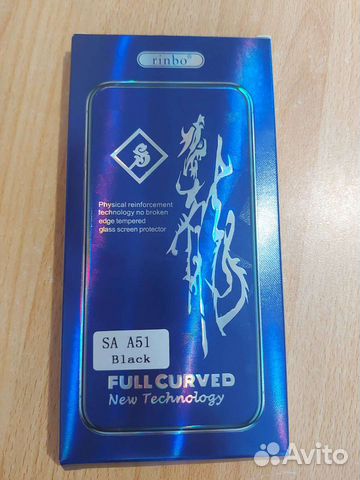 rinbo®
Physical reinforcement
technology no broken
edge tempered
glass screen protector
SA A51
Black
FULL CURVED
New Technology
Avito